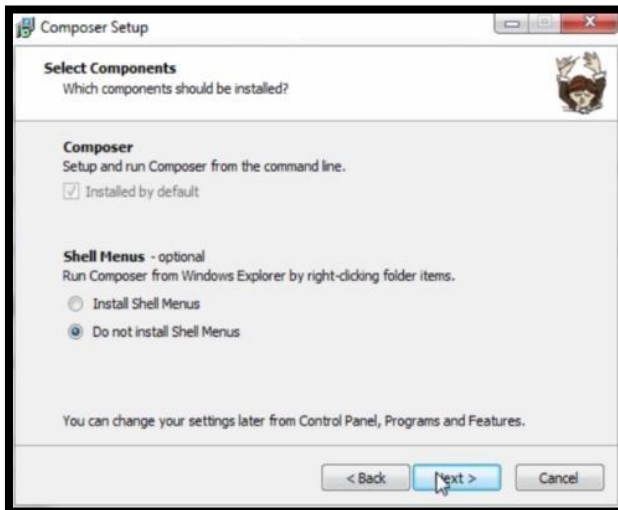 Composer Setup
Select Components
Which components should be installed?
Composer
Setup and run Composer from the command line.
Installed by default
Shell Menus - optional
Run Composer from Windows Explorer by right-clicking folder items.
Install Shell Menus
Do not install Shell Menus
You can change your settings later from Control Panel, Programs and Features.
< Back Next > Cancel